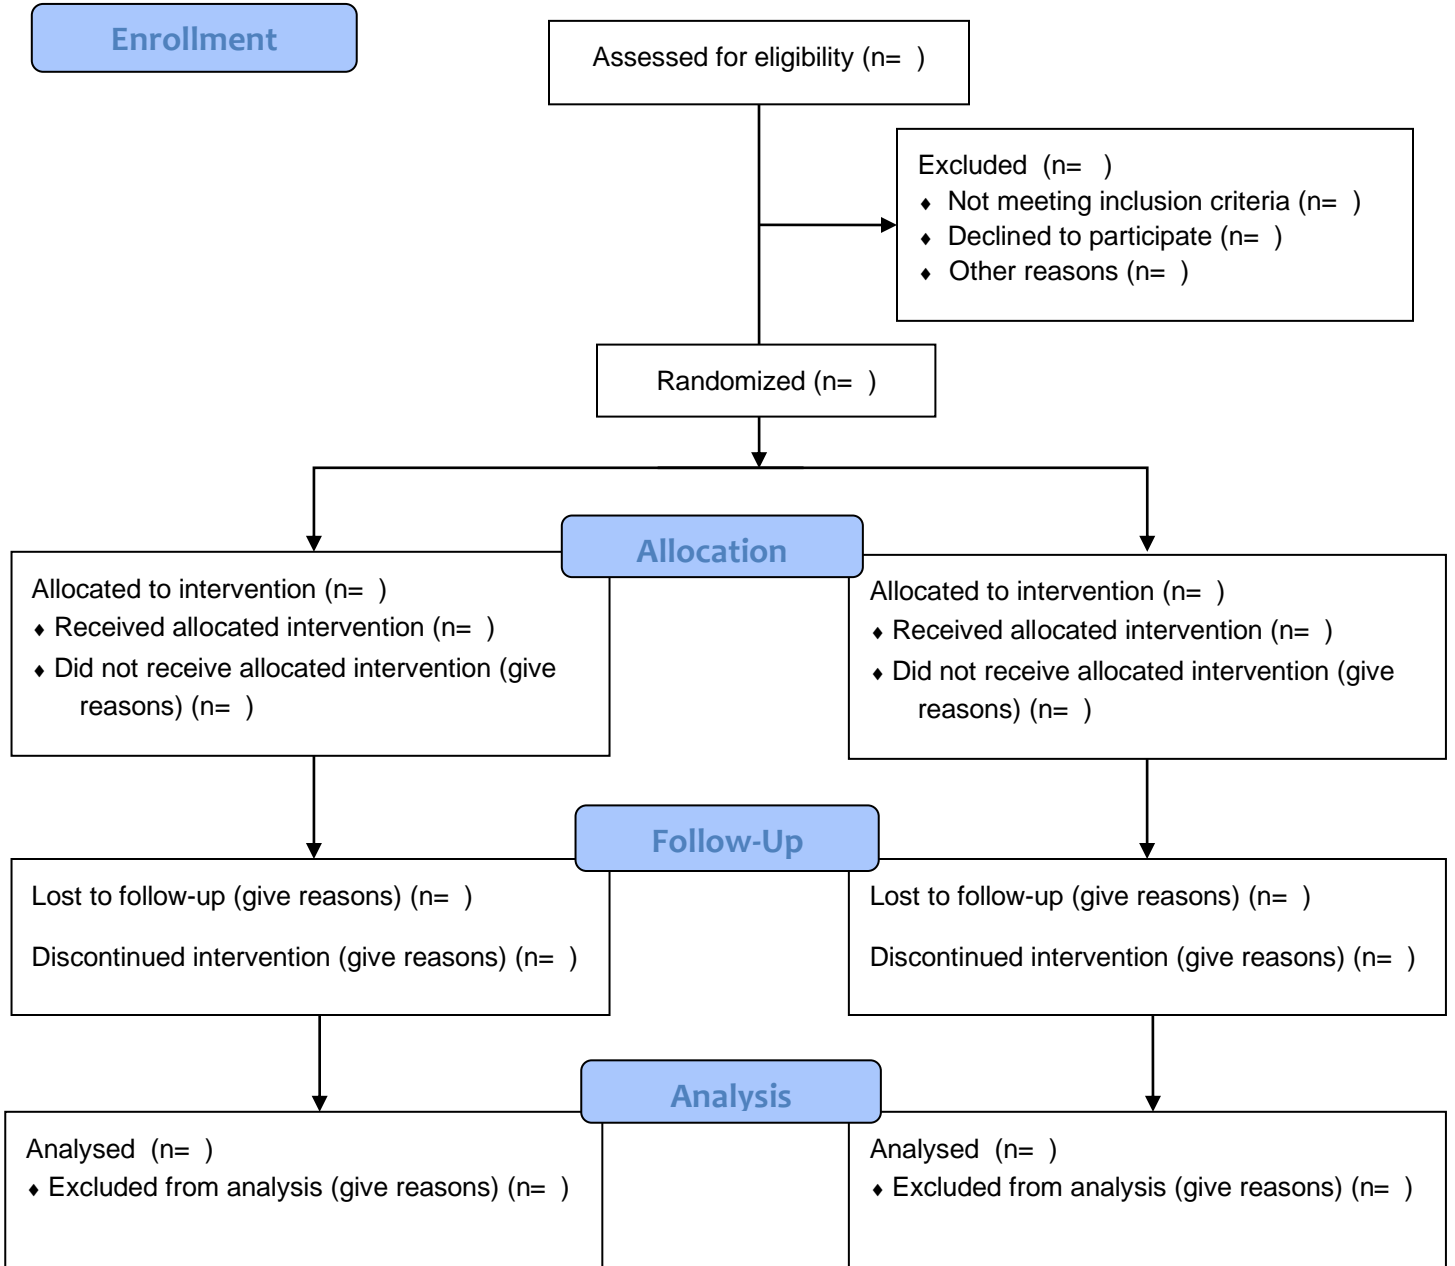 Enrollment
Assessed for eligibility (n=  )
Excluded  (n=   )
♦ Not meeting inclusion criteria (n=  )
♦ Declined to participate (n=  )
♦ Other reasons (n=  )
Randomized (n=  )
Allocation
Allocated to intervention (n=  )
♦ Received allocated intervention (n=  )
♦ Did not receive allocated intervention (give
reasons) (n=  )
Allocated to intervention (n=  )
♦ Received allocated intervention (n=  )
♦ Did not receive allocated intervention (give
reasons) (n=  )
Follow-Up
Lost to follow-up (give reasons) (n=  )
Discontinued intervention (give reasons) (n=  )
Lost to follow-up (give reasons) (n=  )
Discontinued intervention (give reasons) (n=  )
Analysis
Analysed  (n=  )
♦ Excluded from analysis (give reasons) (n=  )
Analysed  (n=  )
♦ Excluded from analysis (give reasons) (n=  )